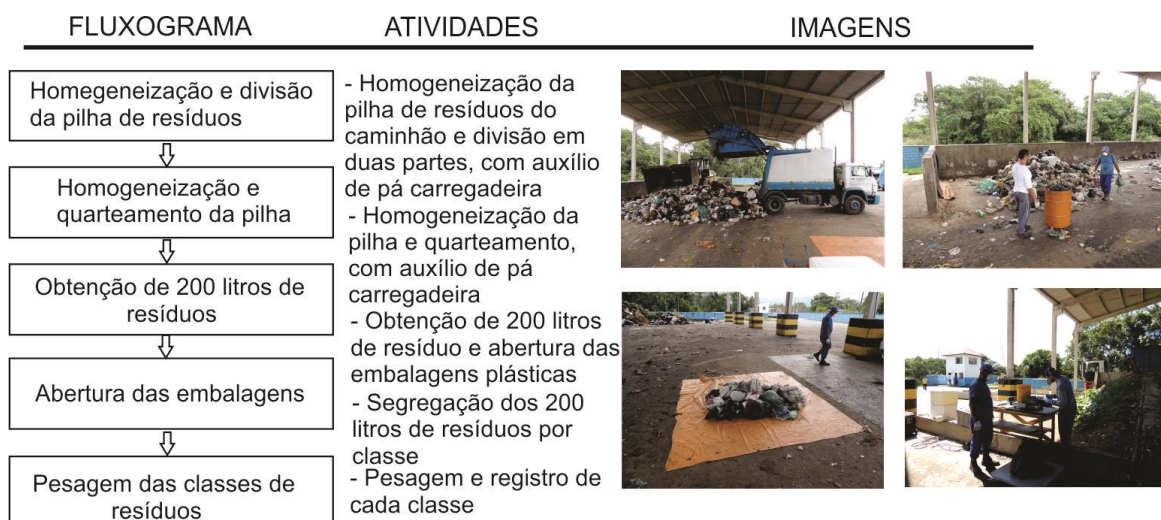 FLUXOGRAMA
ATIVIDADES
IMAGENS
Homegeneização e divisão
da pilha de resíduos
Homogeneização e
quarteamento da pilha
Obtenção de 200 litros de
resíduos
Abertura das embalagens
Pesagem das classes de
resíduos
- Homogeneização da
pilha de resíduos do
caminhão e divisão em
duas partes, com auxílio
de pá carregadeira
- Homogeneização da
pilha e quarteamento,
com auxílio de pá
carregadeira
- Obtenção de 200 litros
de resíduo e abertura das
embalagens plásticas
- Segregação dos 200
litros de resíduos por
classe
- Pesagem e registro de
cada classe